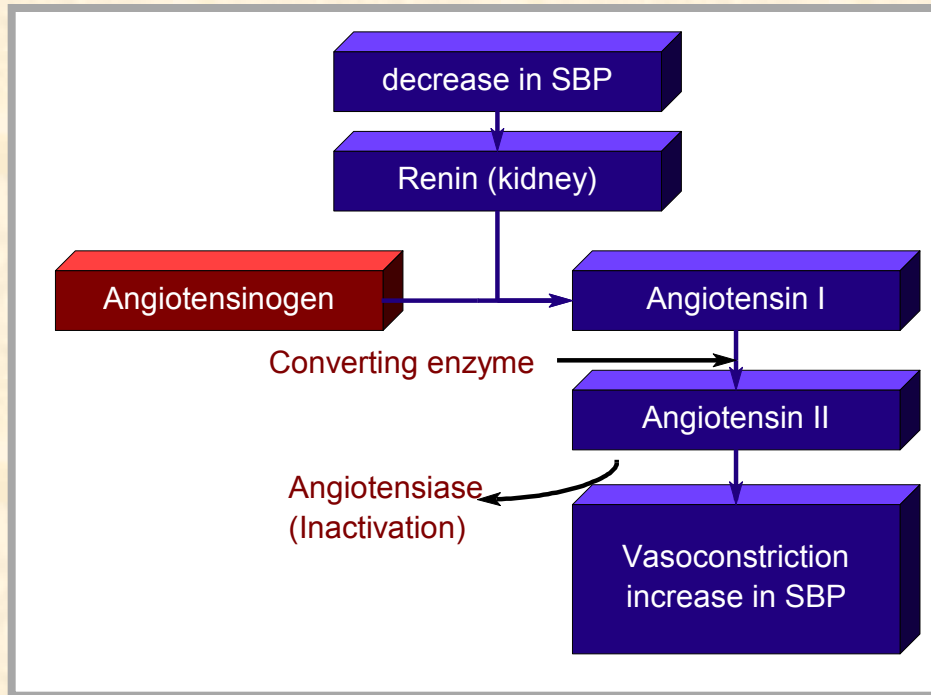 decrease in SBP
Renin (kidney)
Angiotensinogen
Angiotensin I
Converting enzyme
Angiotensin II
Angiotensiase
(Inactivation)
Vasoconstriction
increase in SBP